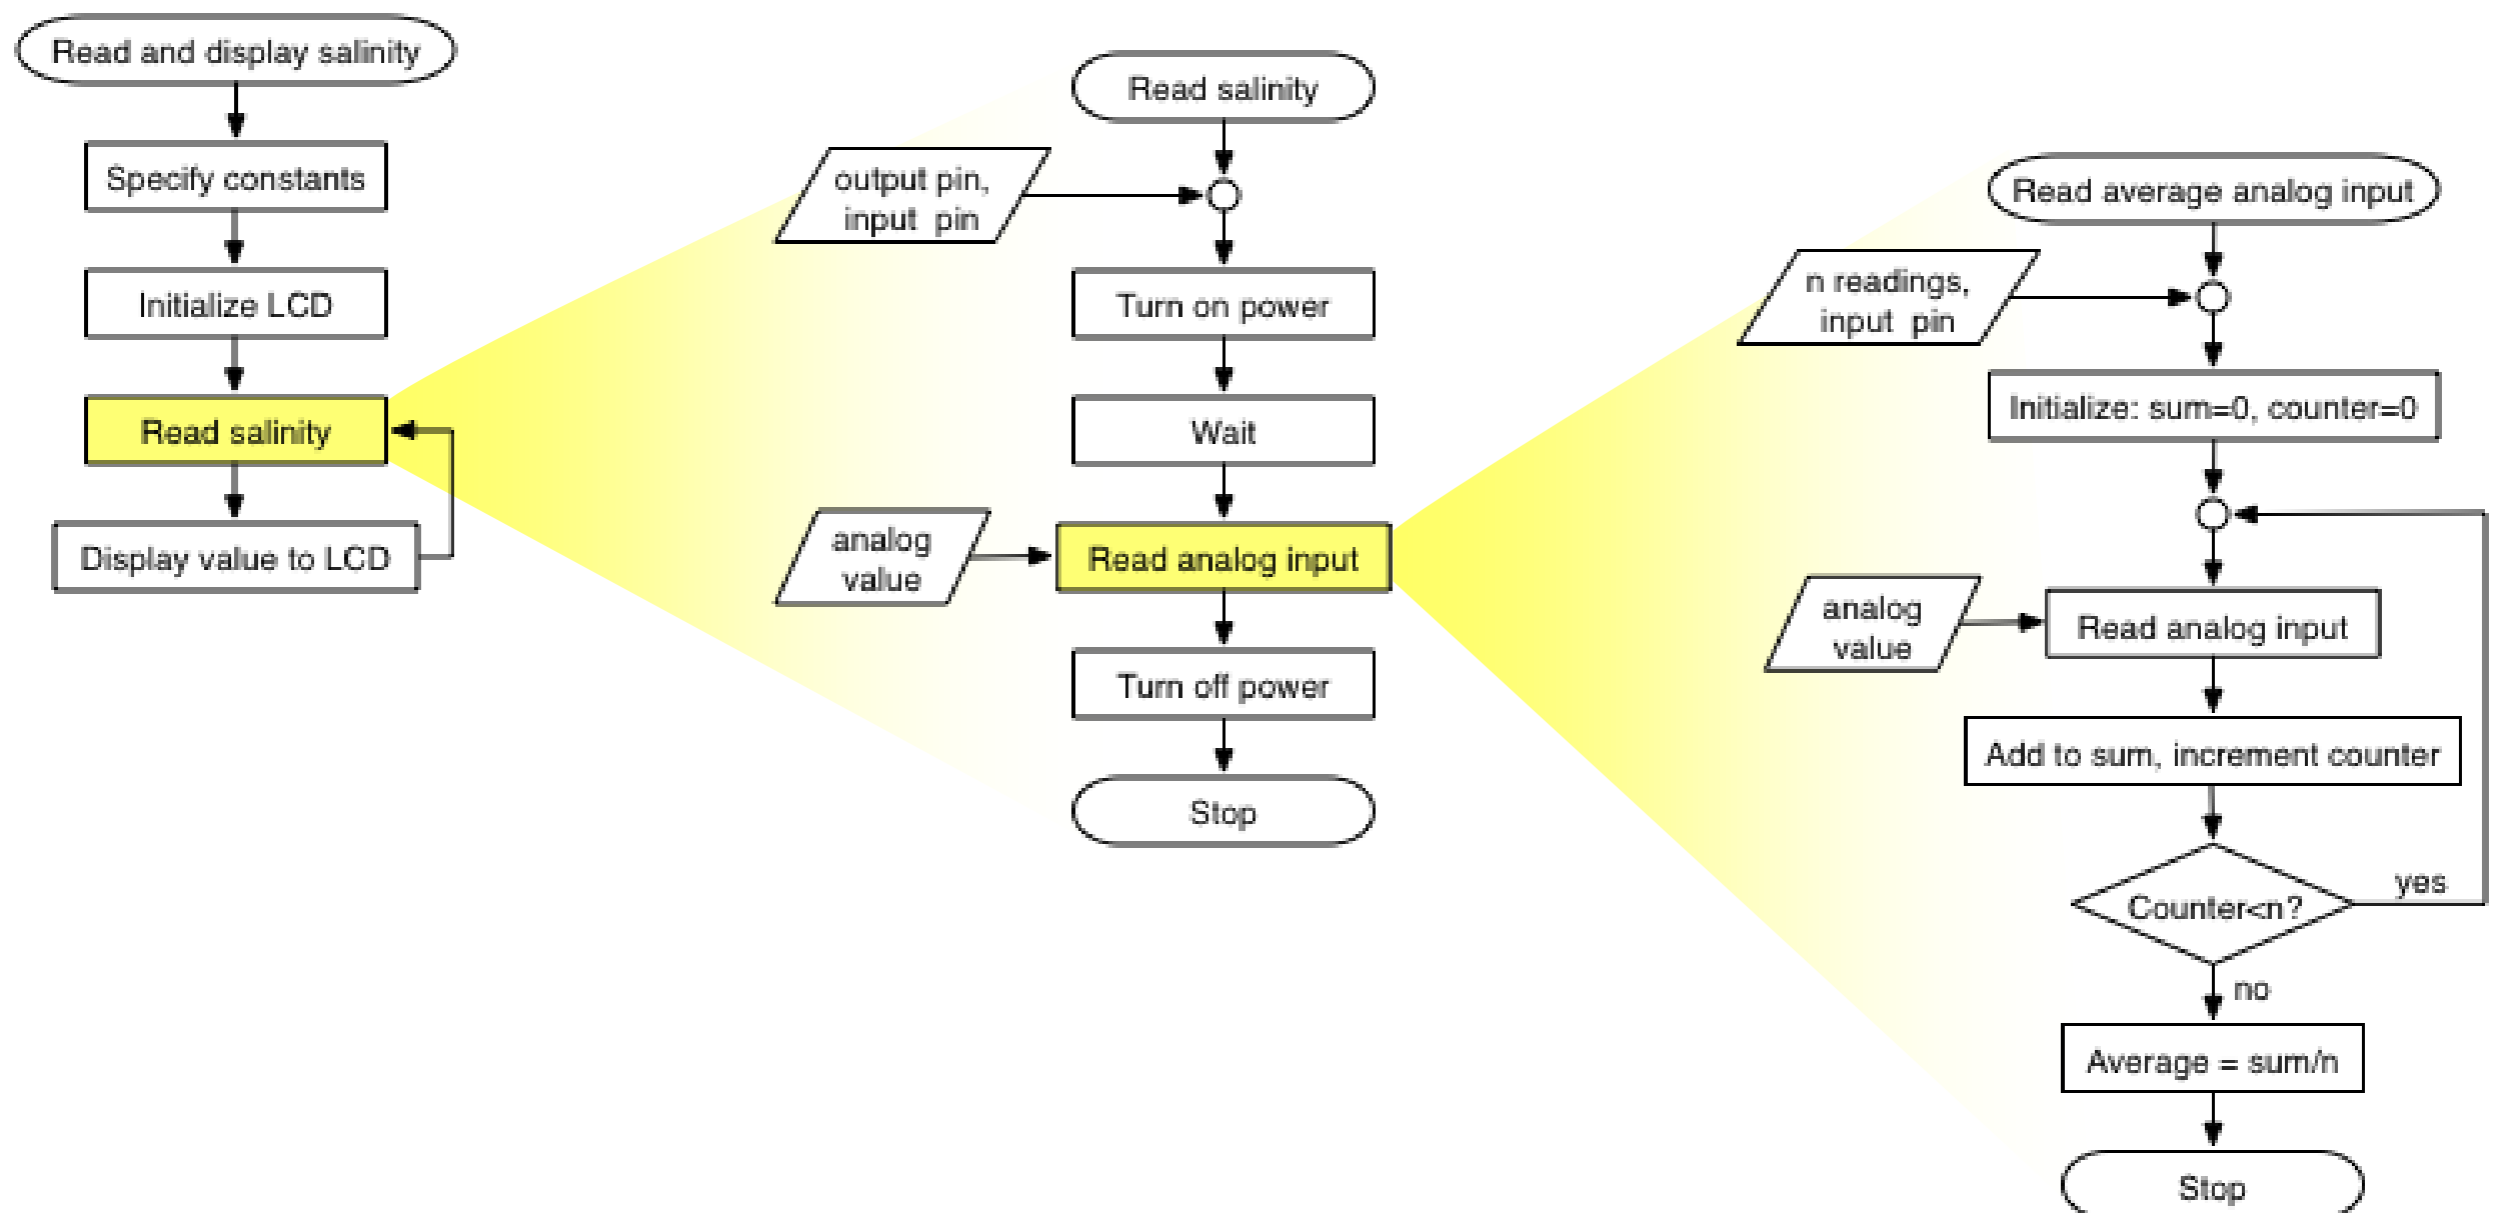 Read and display salinity
Specify constants
Initialize LCD
Read salinity
Display value to LCD
Read salinity
output pin,
input pin
Turn on power
Wait
analog
value
Read analog input
Turn off power
Stop
Read average analog input
n readings,
input pin
Initialize: sum=0, counter=0
analog
value
Read analog input
Add to sum, increment counter
Counter<n?
yes
no
Average = sum/n
Stop